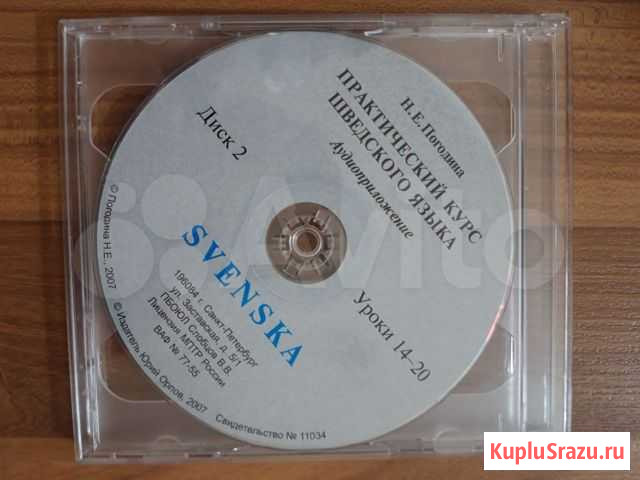 Н.Е.Погодина
ПРАКТИЧЕСКИЙ КУРС
ШВЕДСКОГО ЯЗЫКА
Аудиоприложение
Диск 2
SVENSKA
Уроки 14–20
196084 г. Санкт-Петербург
ул. Заставская, д. 5/1
ПБОЮЛ Слобцов В.В.
Лицензия МПТР России
ВАФ № 77-55
© Погодина Н.Е., 2007
© Издатель Юрий Орлов, 2007
Свидетельство № 11034
Avito
KupluSrazu.ru